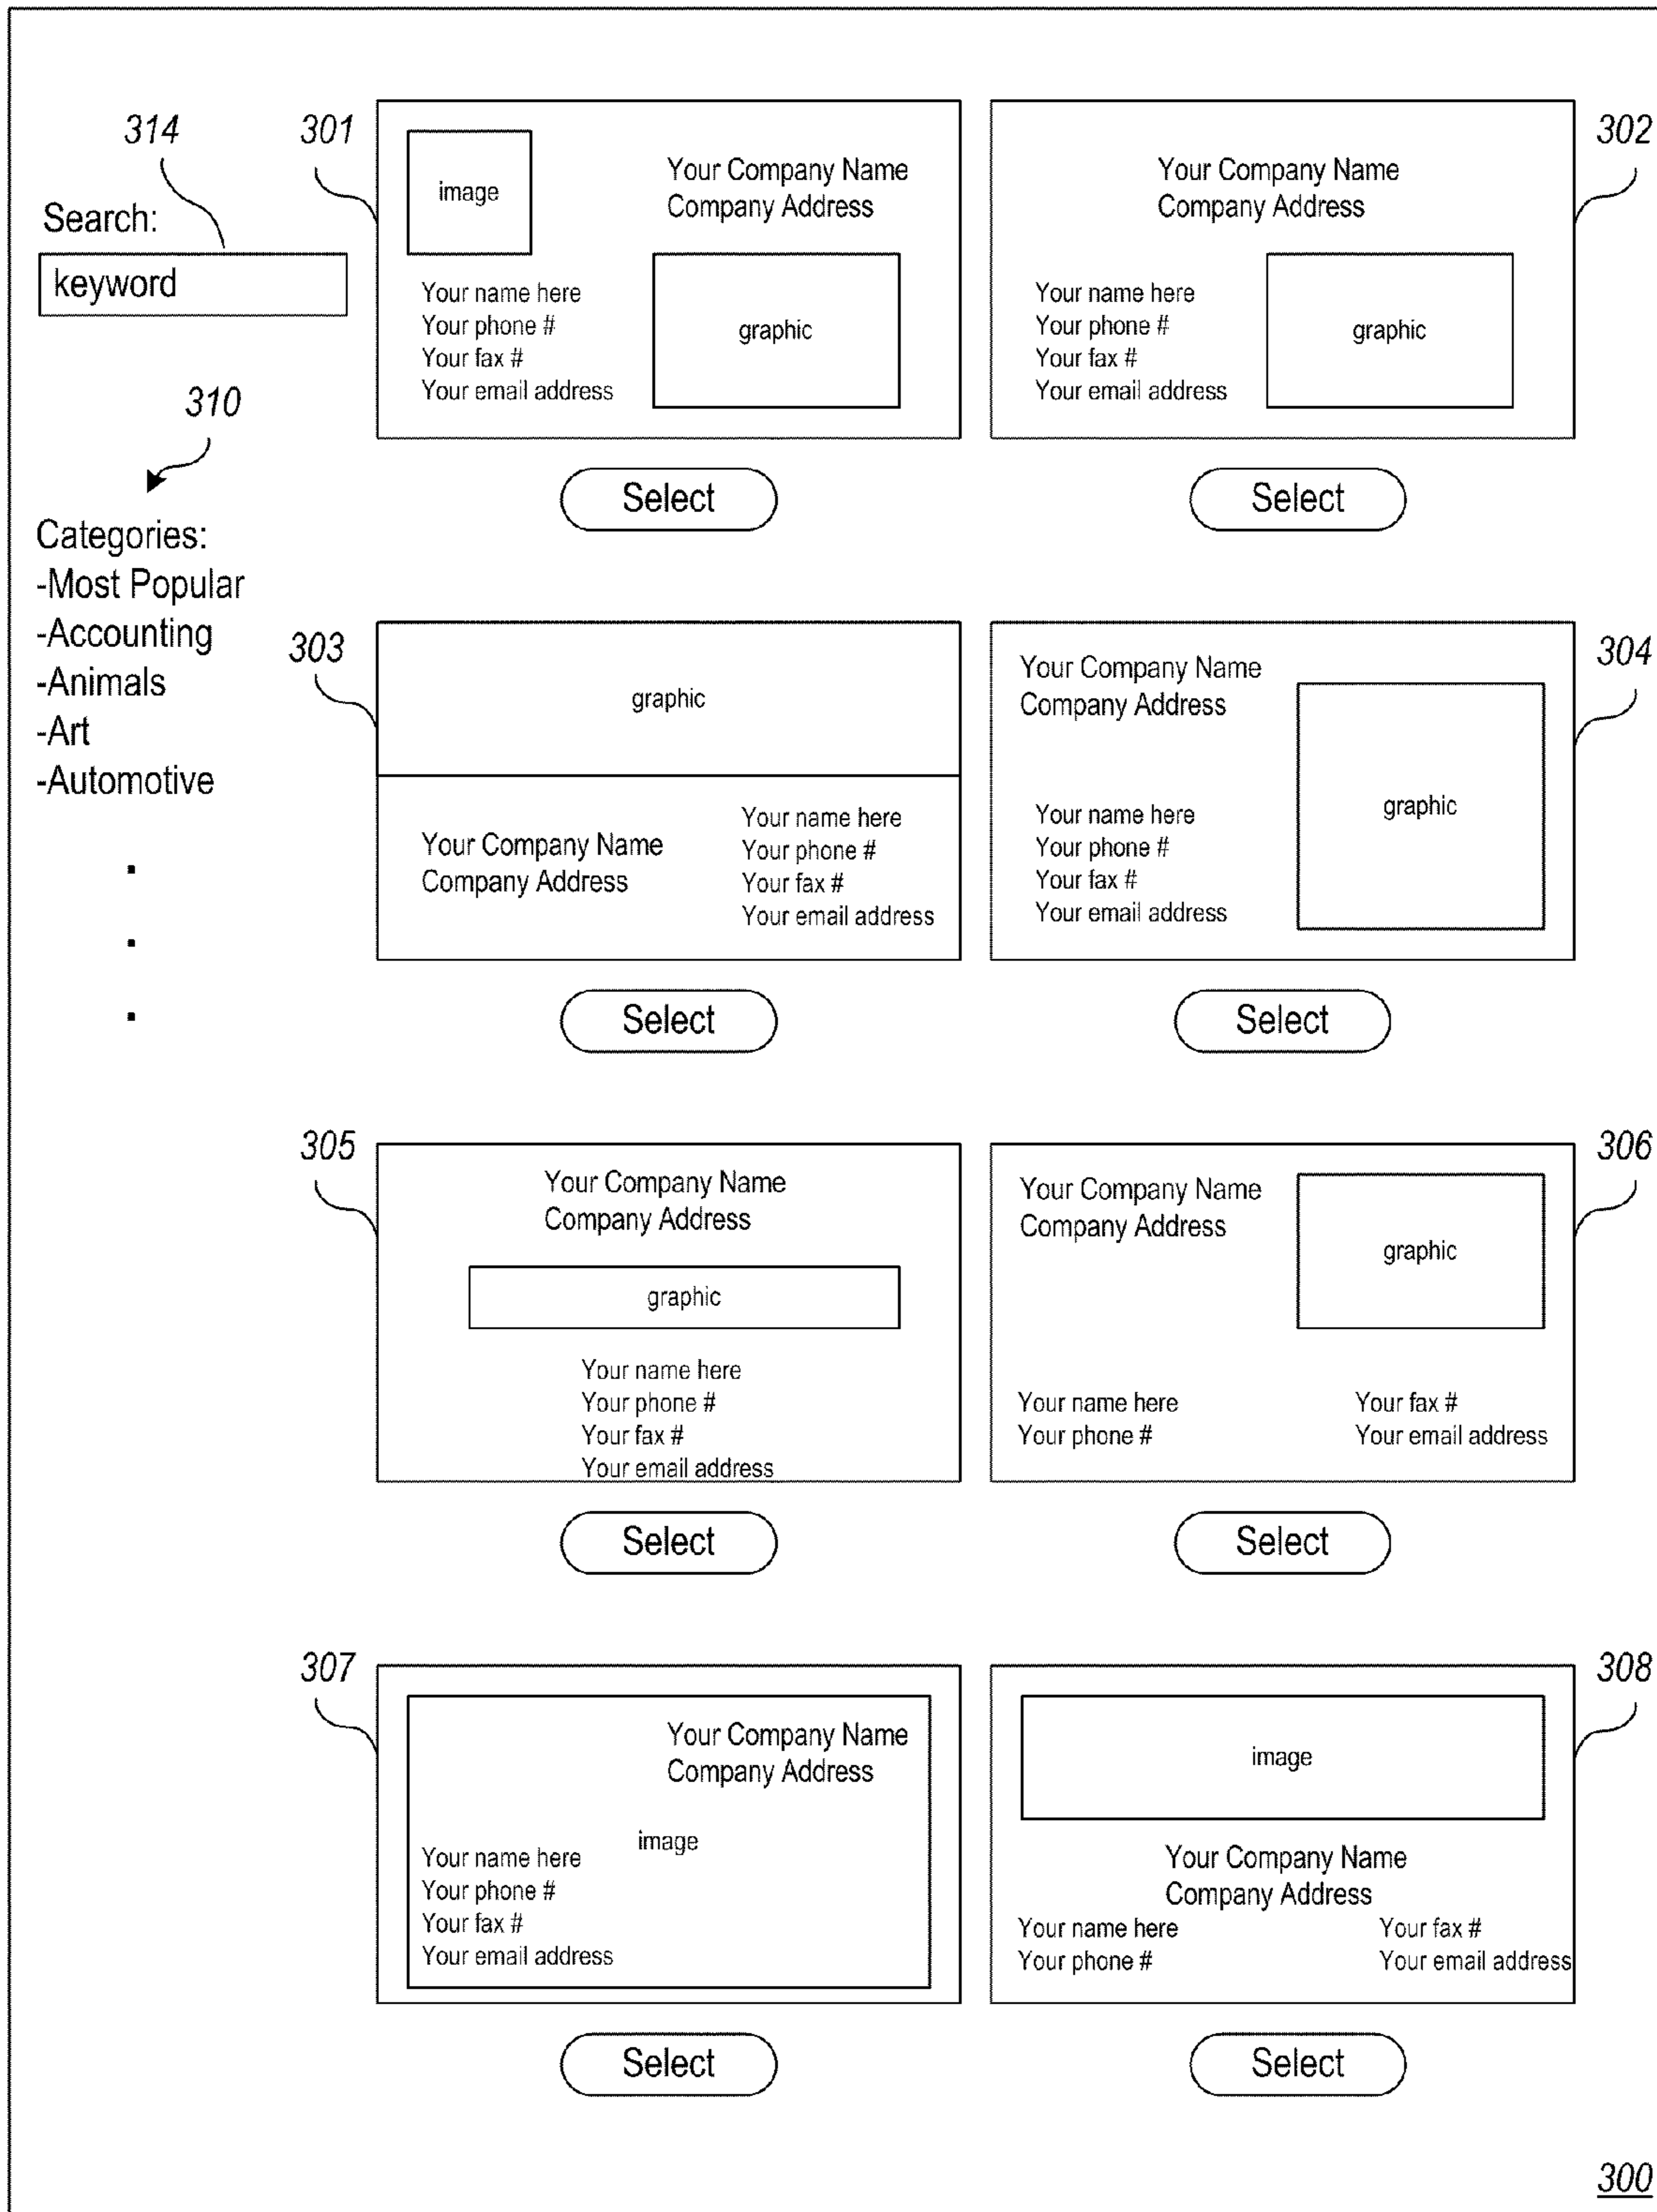 314
Search:
keyword
310
Categories:
-Most Popular
-Accounting
-Animals
-Art
-Automotive
.
.
.
301
image
Your Company Name
Company Address
Your name here
Your phone #
Your fax #
Your email address
graphic
Select
302
Your Company Name
Company Address
Your name here
Your phone #
Your fax #
Your email address
graphic
Select
303
graphic
Your Company Name
Company Address
Your name here
Your phone #
Your fax #
Your email address
Select
304
Your Company Name
Company Address
Your name here
Your phone #
Your fax #
Your email address
graphic
Select
305
Your Company Name
Company Address
graphic
Your name here
Your phone #
Your fax #
Your email address
Select
306
Your Company Name
Company Address
graphic
Your name here
Your phone #
Your fax #
Your email address
Select
307
Your Company Name
Company Address
image
Your name here
Your phone #
Your fax #
Your email address
Select
308
image
Your Company Name
Company Address
Your name here
Your phone #
Your fax #
Your email address
Select
300